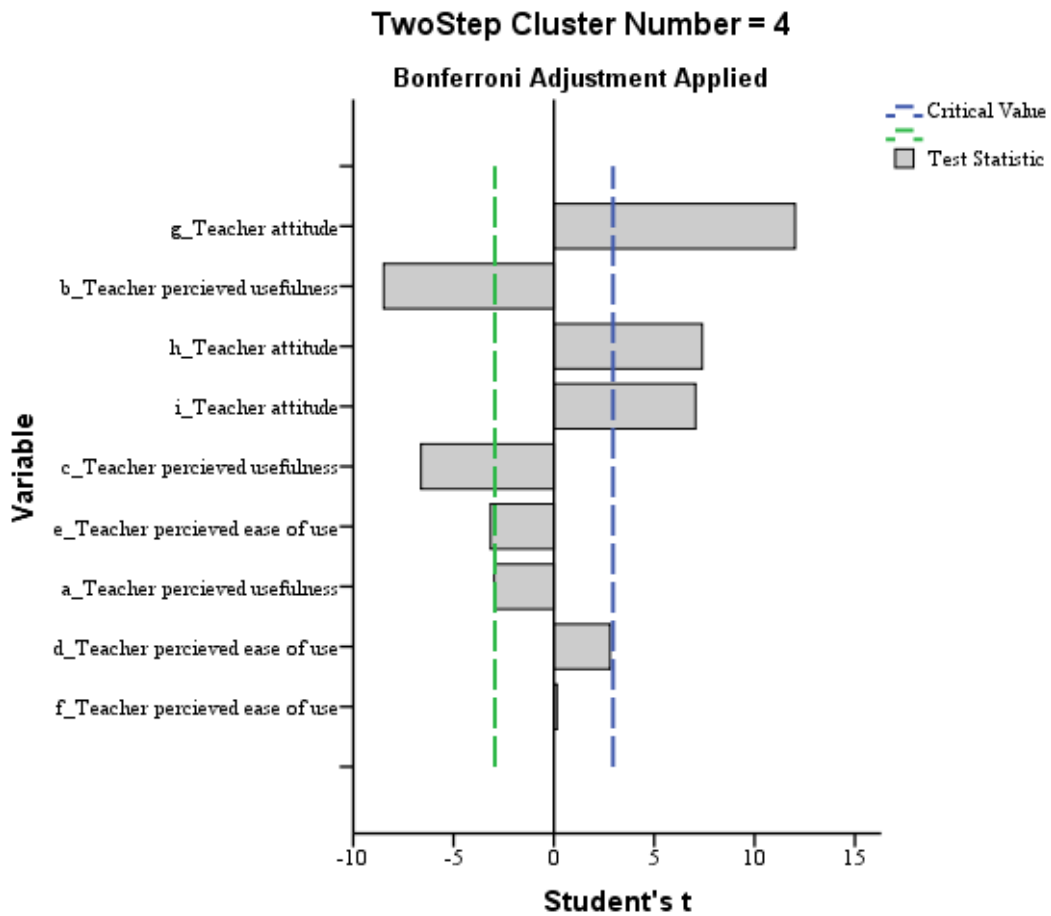 TwoStep Cluster Number = 4
Bonferroni Adjustment Applied
Critical Value
Test Statistic
g_Teacher attitude
b_Teacher percieved usefulness
h_Teacher attitude
i_Teacher attitude
c_Teacher percieved usefulness
e_Teacher percieved ease of use
a_Teacher percieved usefulness
d_Teacher percieved ease of use
f_Teacher percieved ease of use
Variable
-10 -5 0 5 10 15
Student's t